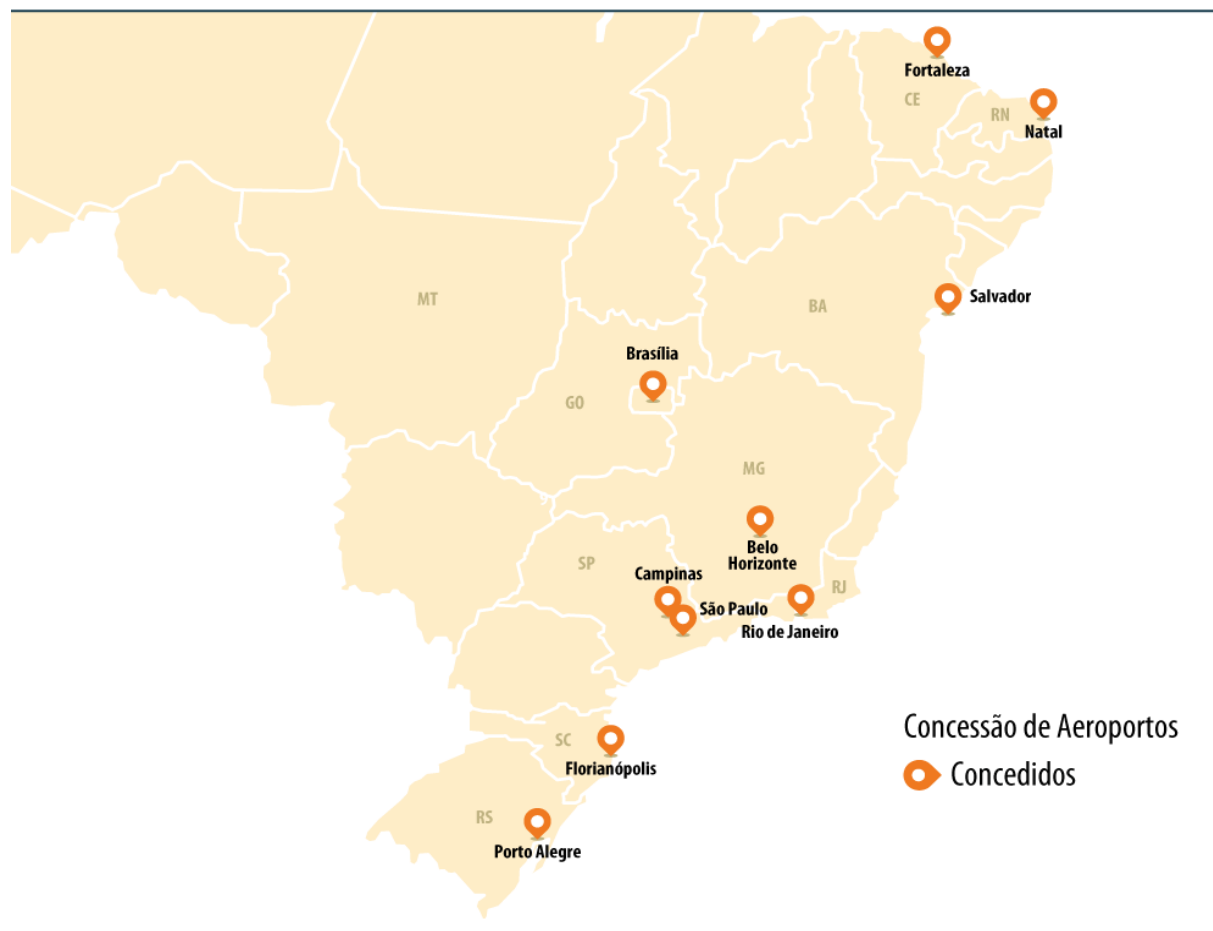 Fortaleza
CE
RN
Natal
MT
BA
Salvador
Brasília
GO
MG
Belo
Horizonte
SP
Campinas
RJ
São Paulo
Rio de Janeiro
Concessão de Aeroportos
SC
Florianópolis
Concedidos
RS
Porto Alegre